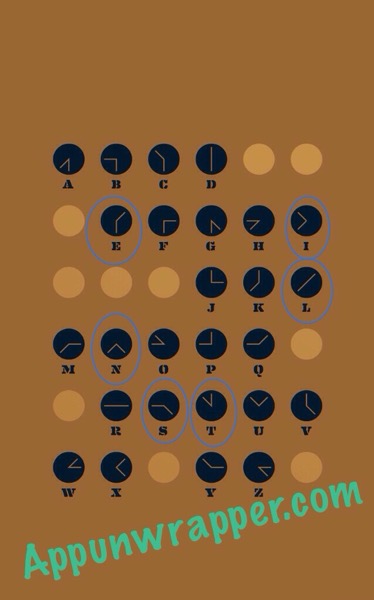 A B C D
E F G H I
J K L
M N O P Q
R S T U V
W X Y Z
Appunwrapper.com